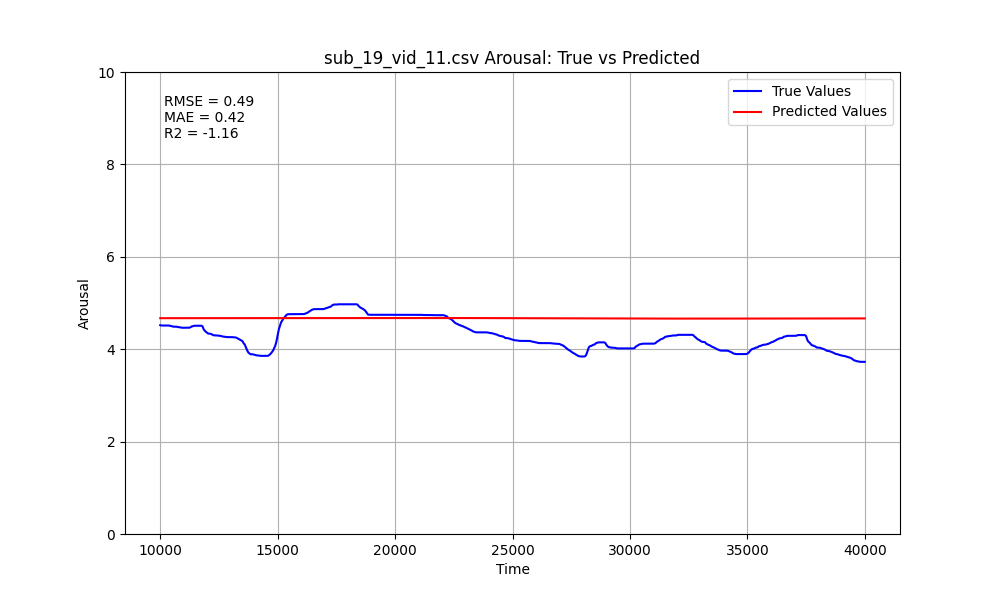 sub_19_vid_11.csv Arousal: True vs Predicted
RMSE = 0.49
MAE = 0.42
R2 = -1.16
True Values
Predicted Values
10
8
6
4
2
0
Arousal
10000 15000 20000 25000 30000 35000 40000
Time